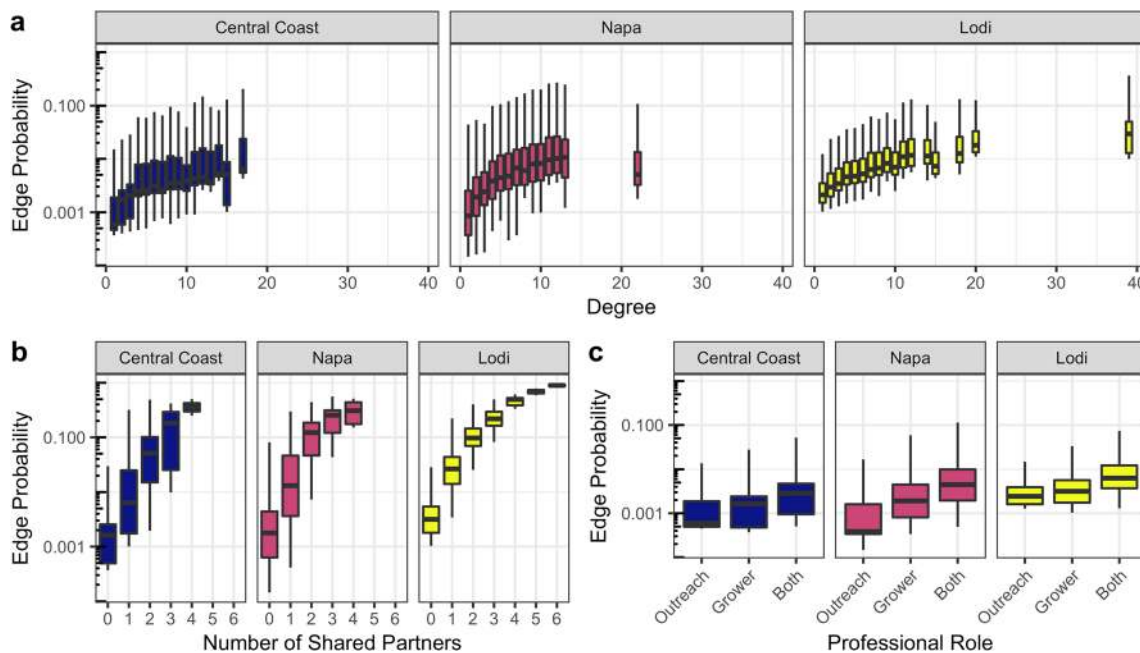 a
Central Coast Napa Lodi
Edge Probability
0.100
0.001
0 10 20 30 40 0 10 20 30 40 0 10 20 30 40
Degree
b
Central Coast Napa Lodi
Edge Probability
0.100
0.001
0 1 2 3 4 5 6 0 1 2 3 4 5 6 0 1 2 3 4 5 6
Number of Shared Partners
c
Central Coast Napa Lodi
Edge Probability
0.100
0.001
Outreach Grower Both Outreach Grower Both Outreach Grower Both
Professional Role